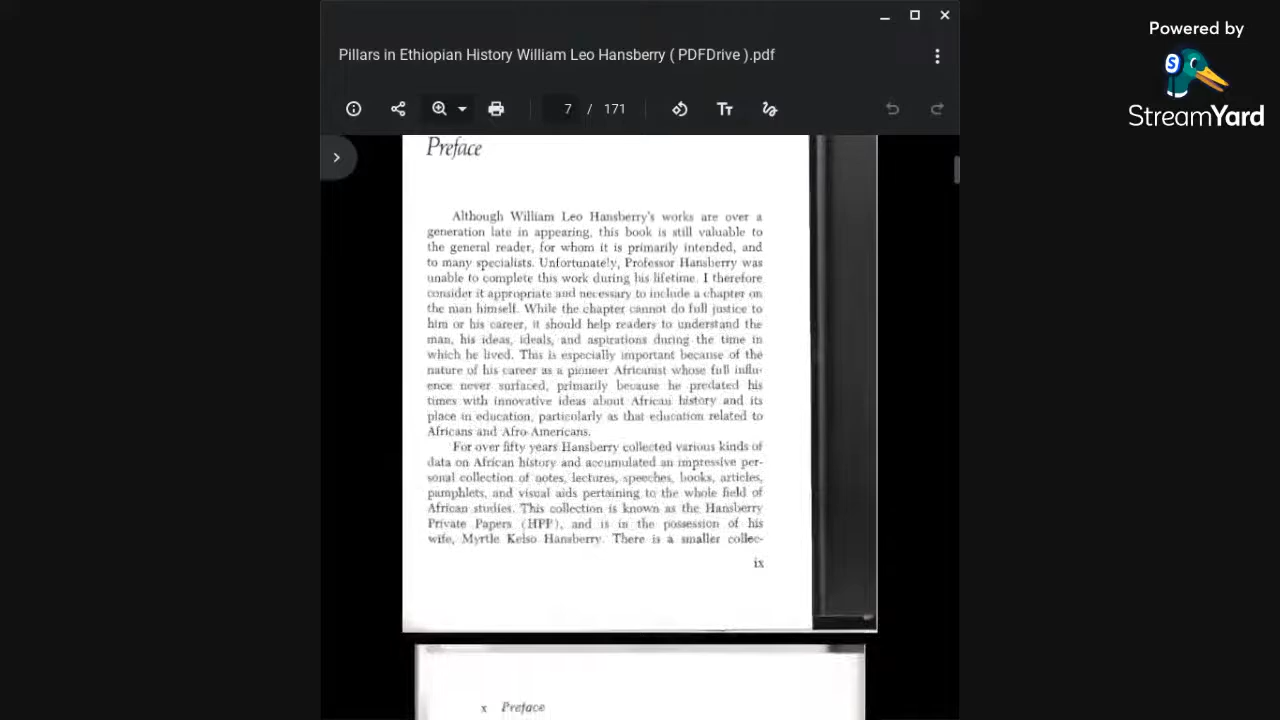 Powered by
StreamYard
Pillars in Ethiopian History William Leo Hansberry ( PDFDrive ).pdf
7 / 171
Preface
Although William Leo Hansberry's works are over a
generation late in appearing, this book is still valuable to
the general reader, for whom it is primarily intended, and
to many specialists. Unfortunately, Professor Hansberry was
unable to complete this work during his lifetime. I therefore
consider it appropriate and necessary to include a chapter on
the man himself. While the chapter cannot do full justice to
him or his career, it should help readers to understand the
man, his ideas, ideals, and aspirations during the time in
which he lived. This is especially important because of the
nature of his career as a pioneer Africanist whose full influ-
ence never surfaced, primarily because he predated his
times with innovative ideas about African history and its
place in education, particularly as that education related to
Africans and Afro-Americans.
For over fifty years Hansberry collected various kinds of
data on African history and accumulated an impressive per-
sonal collection of notes, lectures, speeches, books, articles,
pamphlets, and visual aids pertaining to the whole field of
African studies. This collection is known as the Hansberry
Private Papers (HPP), and is in the possession of his
wife, Myrtle Kelso Hansberry. There is a smaller collec-
ix
x Preface